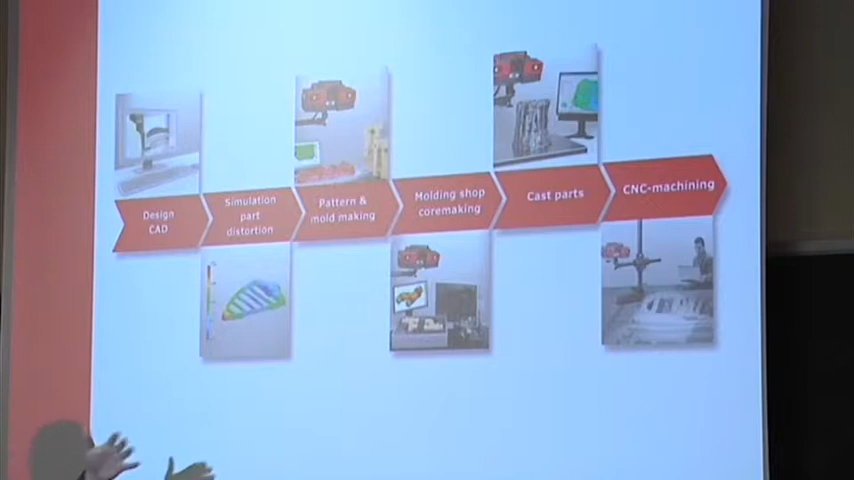 Design
CAD
Simulation
part
distortion
Pattern &
mold making
Molding shop
coremaking
Cast parts
CNC-machining